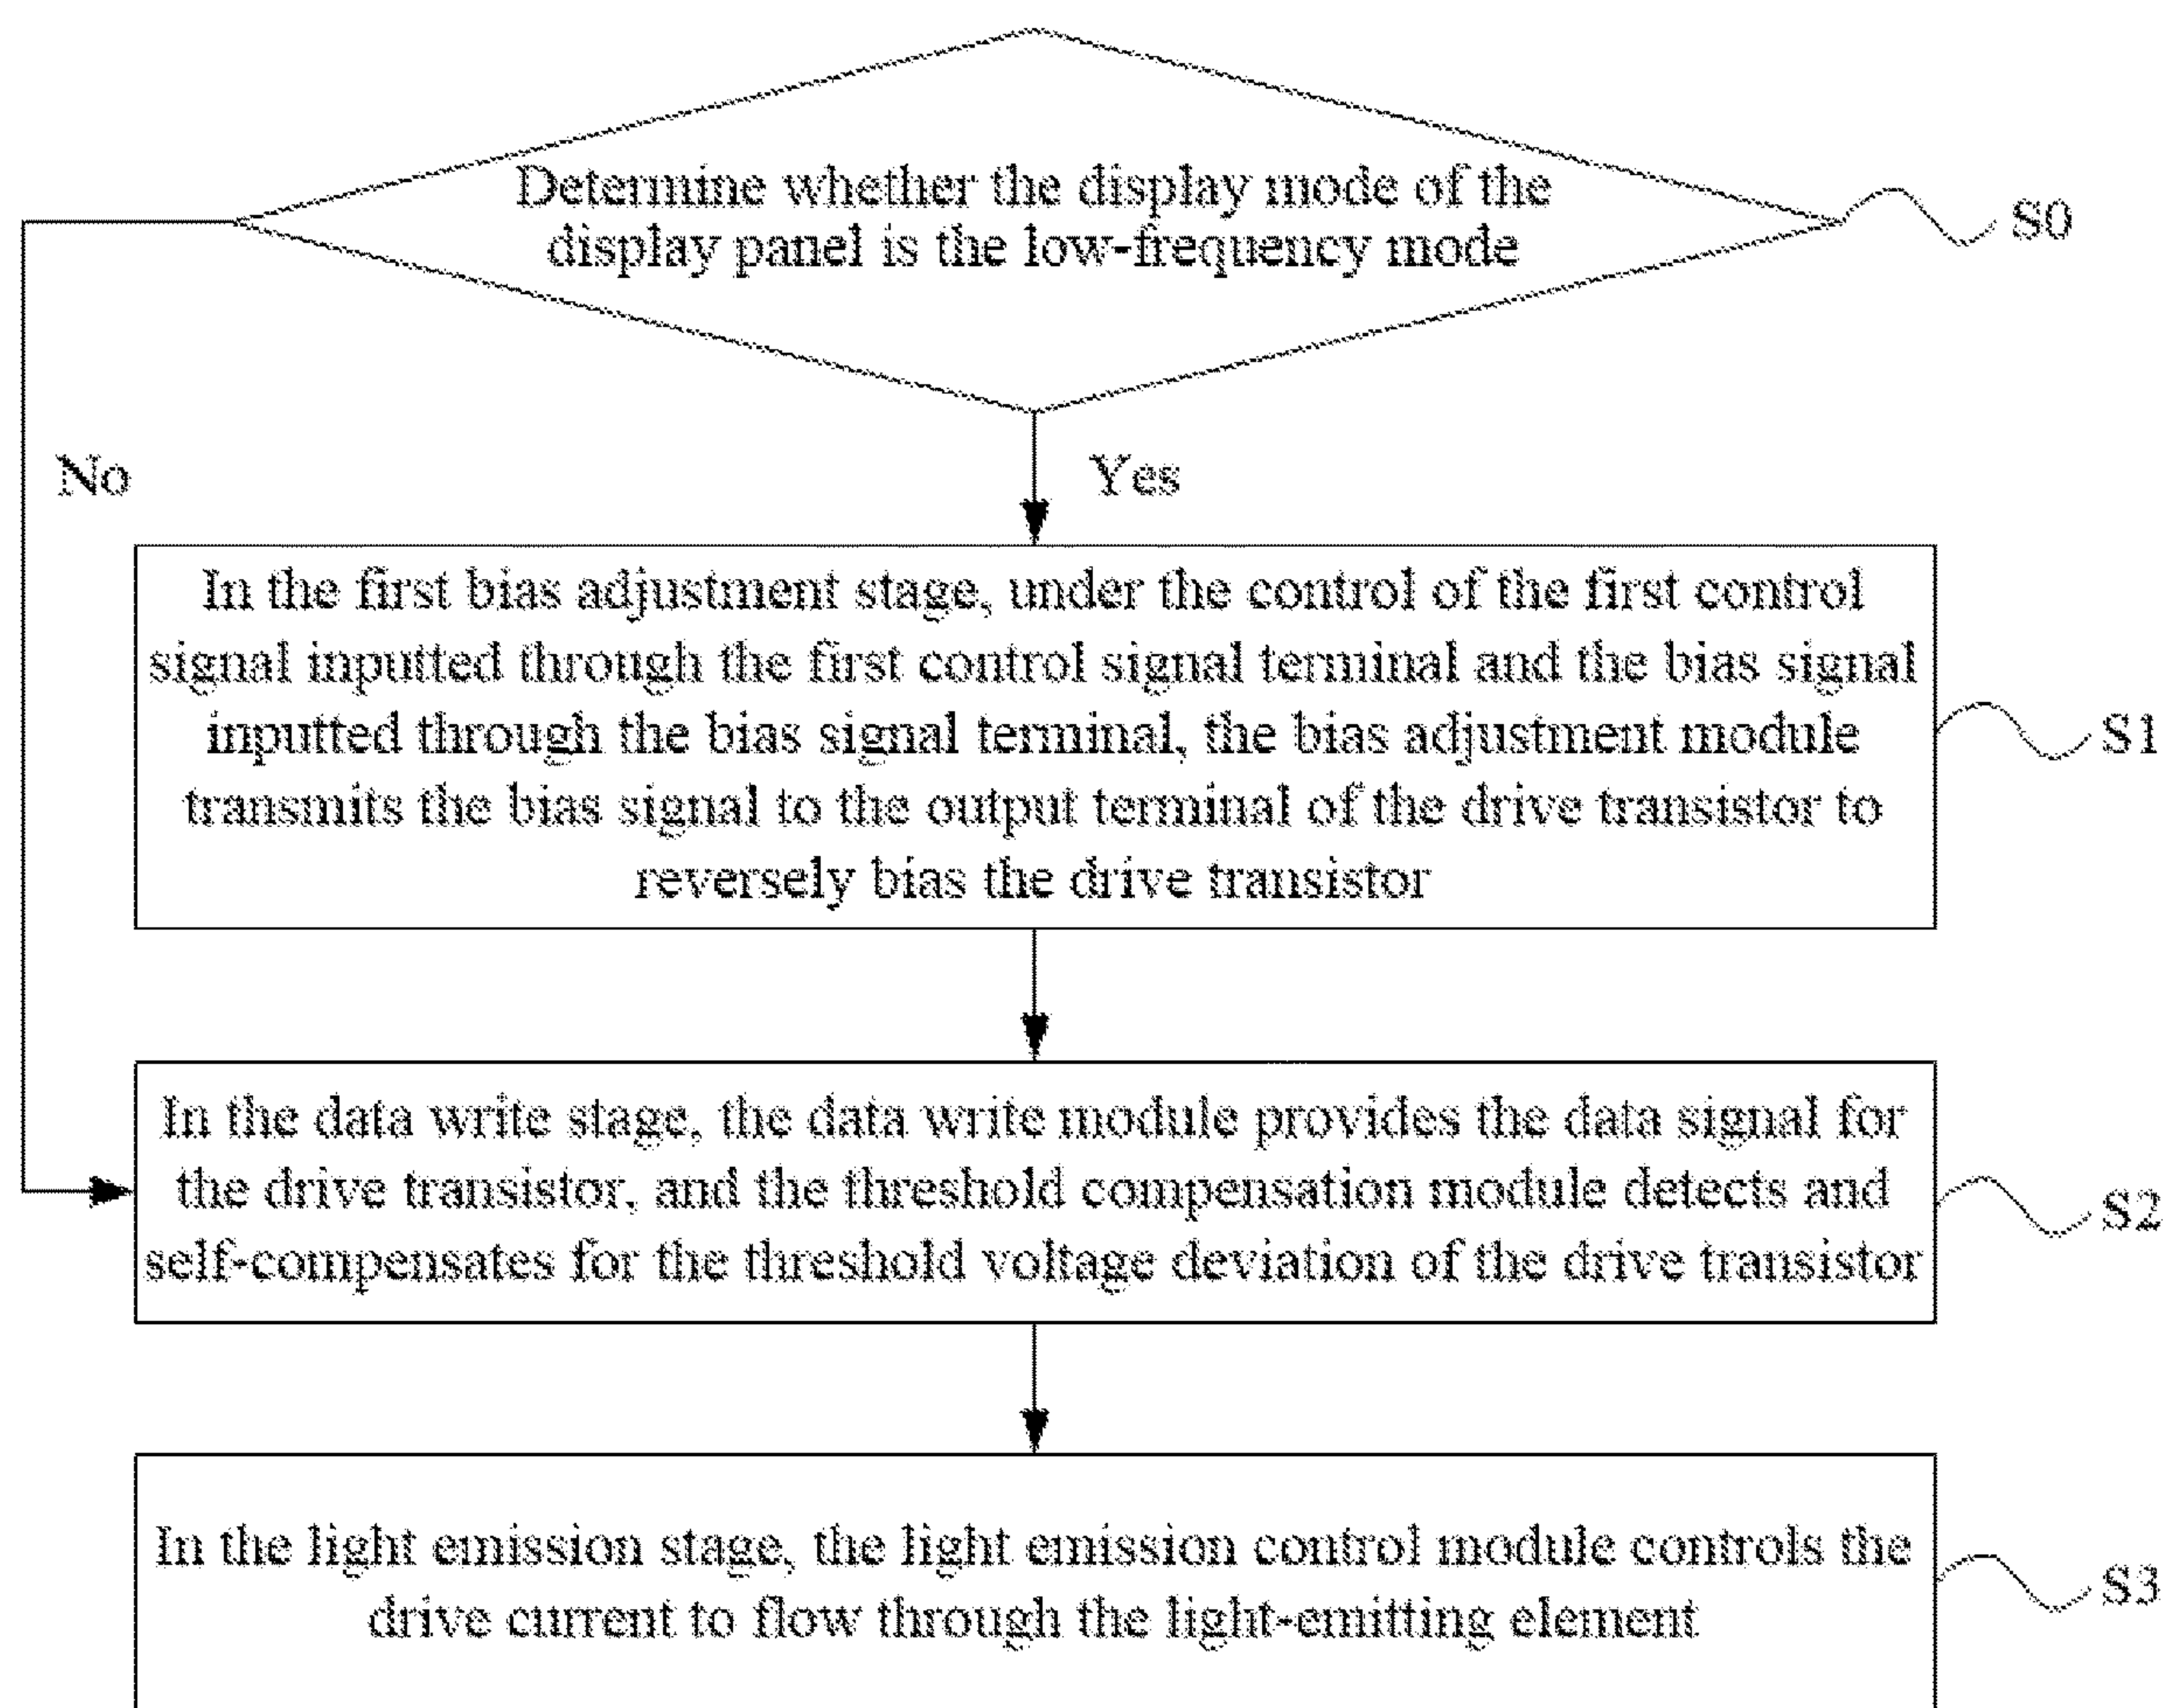 Determine whether the display mode of the
display panel is the low-frequency mode
S0
No
Yes
In the first bias adjustment stage, under the control of the first control
signal inputted through the first control signal terminal and the bias signal
inputted through the bias signal terminal, the bias adjustment module
transmits the bias signal to the output terminal of the drive transistor to
reversely bias the drive transistor
S1
In the data write stage, the data write module provides the data signal for
the drive transistor, and the threshold compensation module detects and
self-compensates for the threshold voltage deviation of the drive transistor
S2
In the light emission stage, the light emission control module controls the
drive current to flow through the light-emitting element
S3